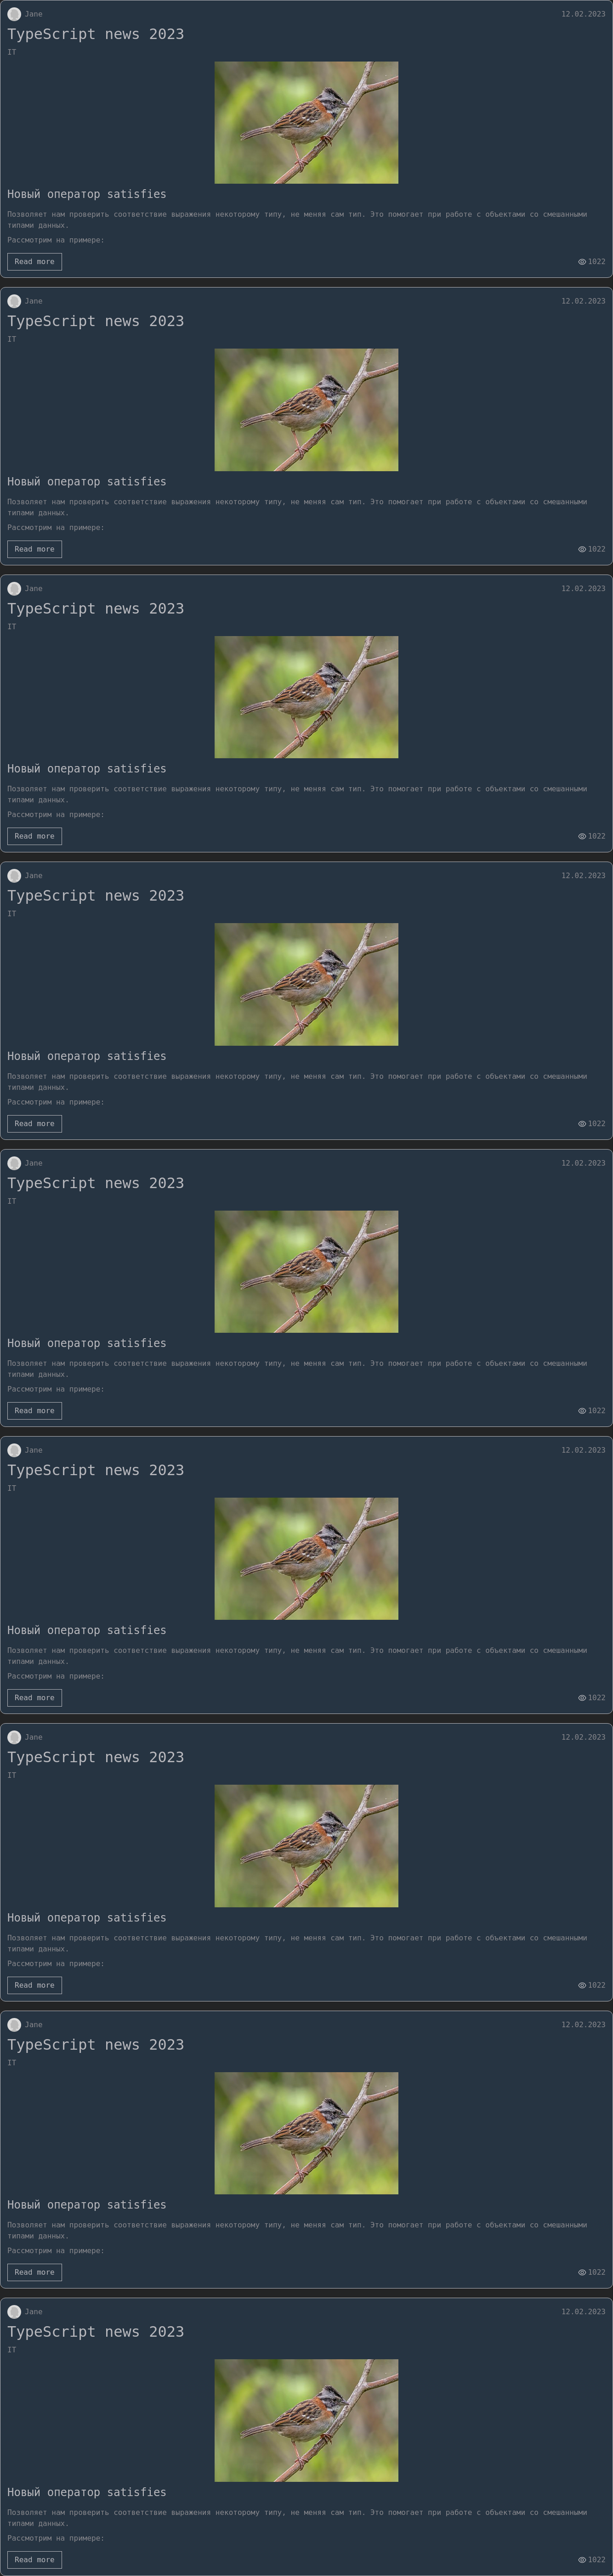 Jane 12.02.2023
TypeScript news 2023
IT
Новый оператор satisfies
Позволяет нам проверить соответствие выражения некоторому типу, не меняя сам тип. Это помогает при работе с объектами со смешанными
типами данных.
Рассмотрим на примере:
Read more 1022
Jane 12.02.2023
TypeScript news 2023
IT
Новый оператор satisfies
Позволяет нам проверить соответствие выражения некоторому типу, не меняя сам тип. Это помогает при работе с объектами со смешанными
типами данных.
Рассмотрим на примере:
Read more 1022
Jane 12.02.2023
TypeScript news 2023
IT
Новый оператор satisfies
Позволяет нам проверить соответствие выражения некоторому типу, не меняя сам тип. Это помогает при работе с объектами со смешанными
типами данных.
Рассмотрим на примере:
Read more 1022
Jane 12.02.2023
TypeScript news 2023
IT
Новый оператор satisfies
Позволяет нам проверить соответствие выражения некоторому типу, не меняя сам тип. Это помогает при работе с объектами со смешанными
типами данных.
Рассмотрим на примере:
Read more 1022
Jane 12.02.2023
TypeScript news 2023
IT
Новый оператор satisfies
Позволяет нам проверить соответствие выражения некоторому типу, не меняя сам тип. Это помогает при работе с объектами со смешанными
типами данных.
Рассмотрим на примере:
Read more 1022
Jane 12.02.2023
TypeScript news 2023
IT
Новый оператор satisfies
Позволяет нам проверить соответствие выражения некоторому типу, не меняя сам тип. Это помогает при работе с объектами со смешанными
типами данных.
Рассмотрим на примере:
Read more 1022
Jane 12.02.2023
TypeScript news 2023
IT
Новый оператор satisfies
Позволяет нам проверить соответствие выражения некоторому типу, не меняя сам тип. Это помогает при работе с объектами со смешанными
типами данных.
Рассмотрим на примере:
Read more 1022
Jane 12.02.2023
TypeScript news 2023
IT
Новый оператор satisfies
Позволяет нам проверить соответствие выражения некоторому типу, не меняя сам тип. Это помогает при работе с объектами со смешанными
типами данных.
Рассмотрим на примере:
Read more 1022
Jane 12.02.2023
TypeScript news 2023
IT
Новый оператор satisfies
Позволяет нам проверить соответствие выражения некоторому типу, не меняя сам тип. Это помогает при работе с объектами со смешанными
типами данных.
Рассмотрим на примере:
Read more 1022